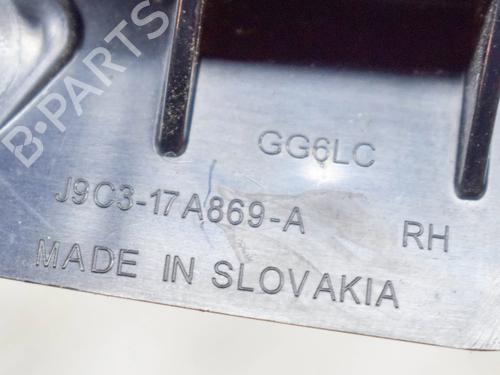 B-PARTS
GG6LC
J9C3-17A869-A RH
MADE IN SLOVAKIA